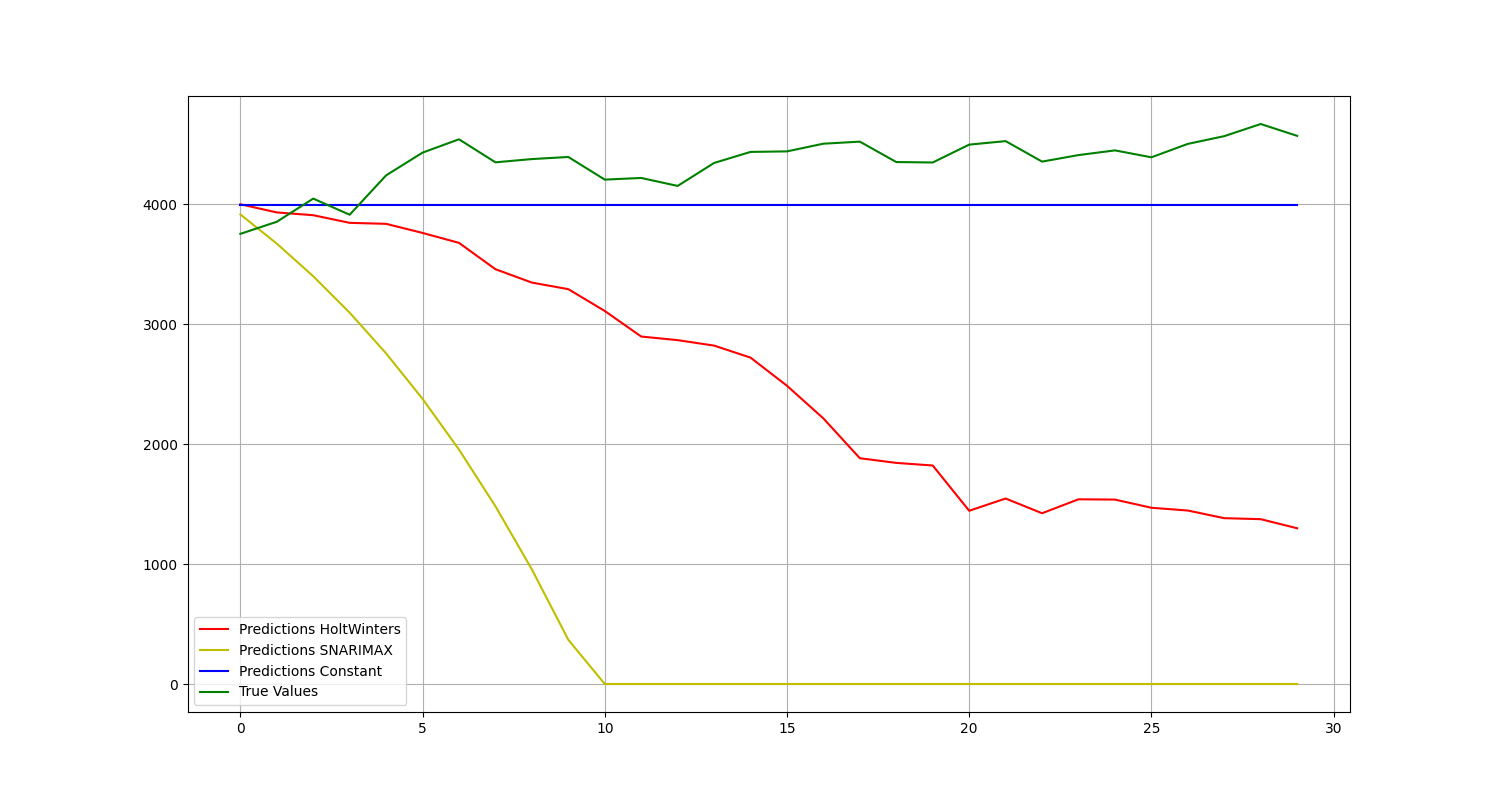 4000
3000
2000
1000
0
Predictions HoltWinters
Predictions SNARIMAX
Predictions Constant
True Values
0 5 10 15 20 25 30